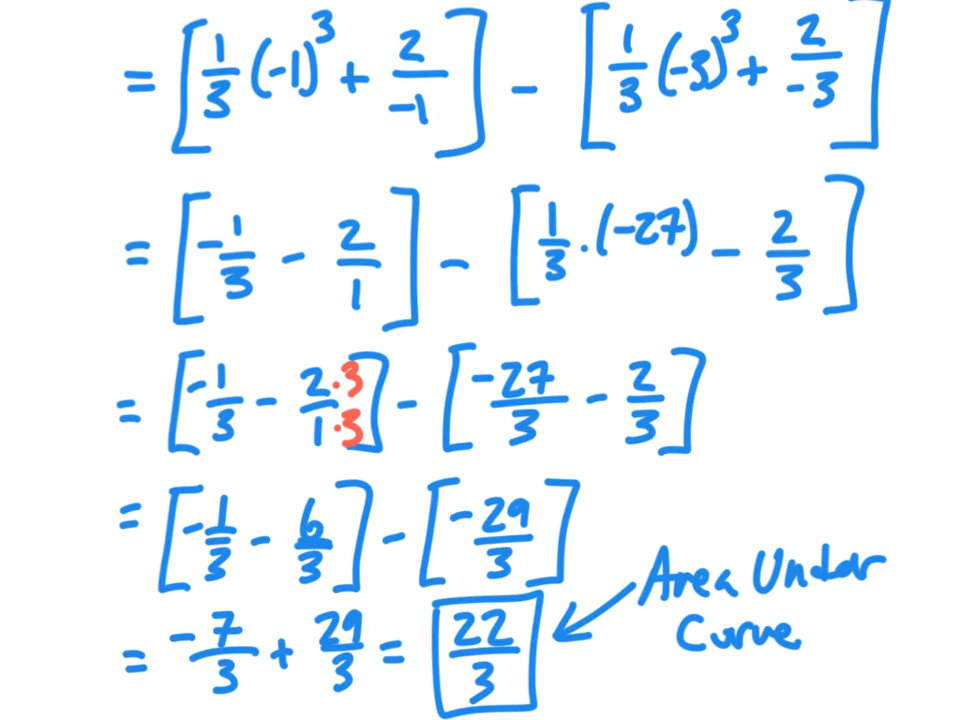 = [1/3 (-1)^3 + 2/-1] - [1/3 (-3)^3 + 2/-3]
= [-1/3 - 2/1] - [1/3 · (-27) - 2/3]
= [-1/3 - 2·3/1·3] - [-27/3 - 2/3]
= [-1/3 - 6/3] - [-29/3]
= -7/3 + 29/3 = 22/3
Area Under
Curve